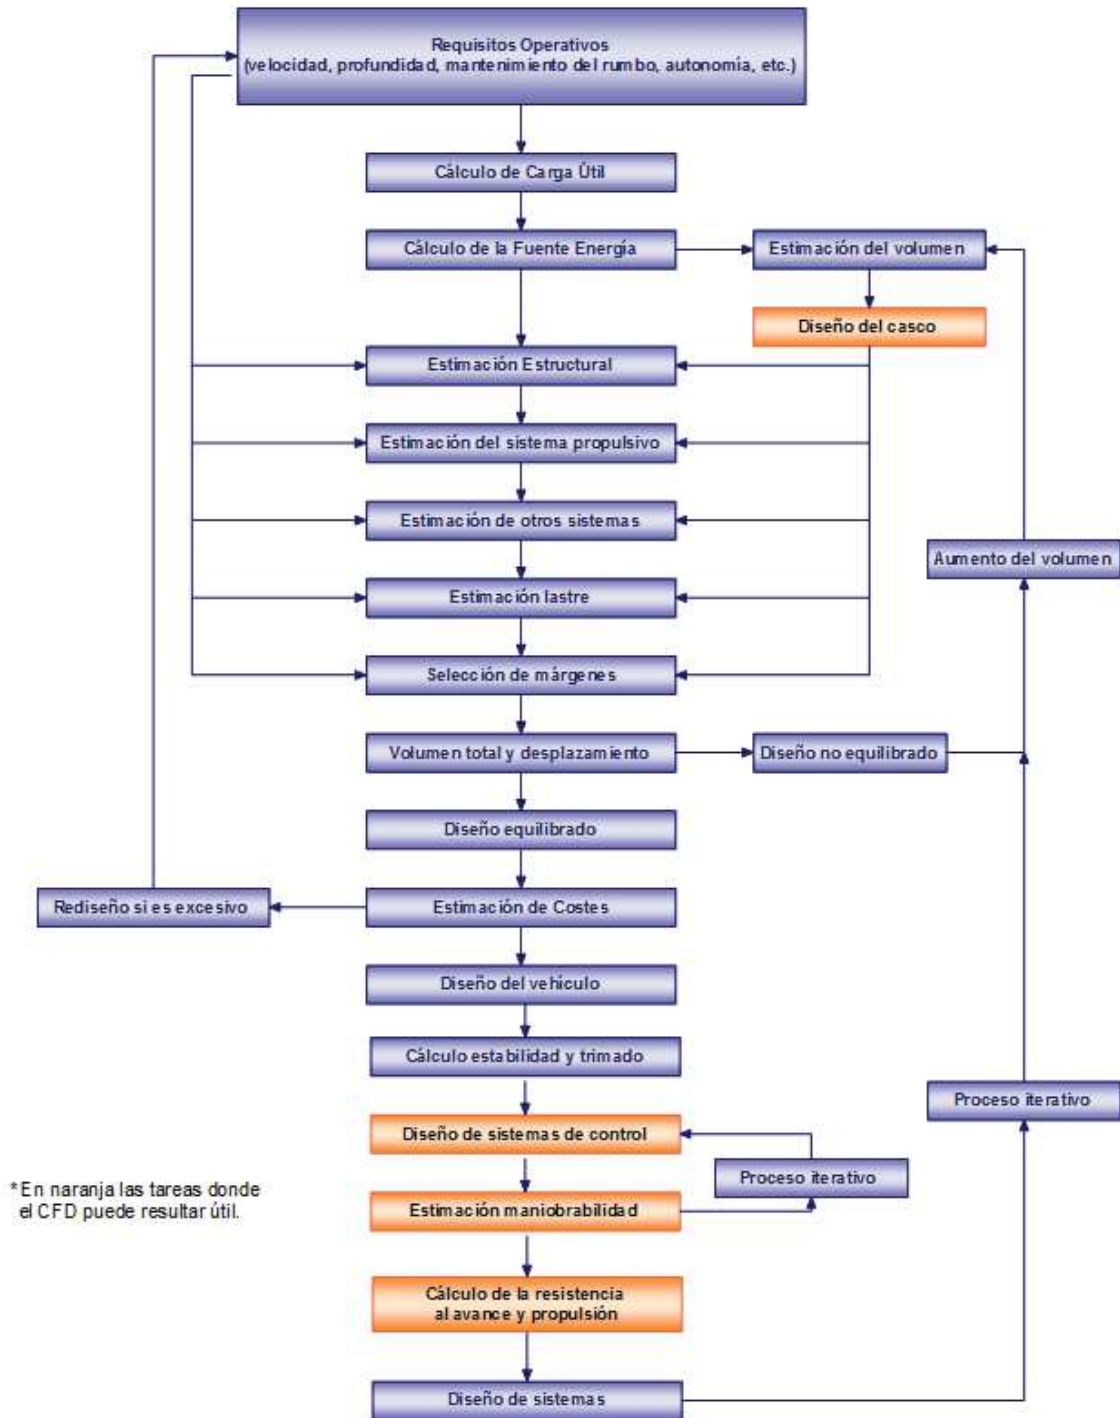 Requisitos Operativos
(velocidad, profundidad, mantenimiento del rumbo, autonomía, etc.)
Cálculo de Carga Útil
Cálculo de la Fuente Energía
Estimación del volumen
Diseño del casco
Estimación Estructural
Estimación del sistema propulsivo
Estimación de otros sistemas
Aumento del volumen
Estimación lastre
Selección de márgenes
Volumen total y desplazamiento
Diseño no equilibrado
Diseño equilibrado
Rediseño si es excesivo
Estimación de Costes
Diseño del vehículo
Cálculo estabilidad y trimado
Proceso iterativo
Diseño de sistemas de control
Proceso iterativo
*En naranja las tareas donde
el CFD puede resultar útil.
Estimación maniobrabilidad
Cálculo de la resistencia
al avance y propulsión
Diseño de sistemas